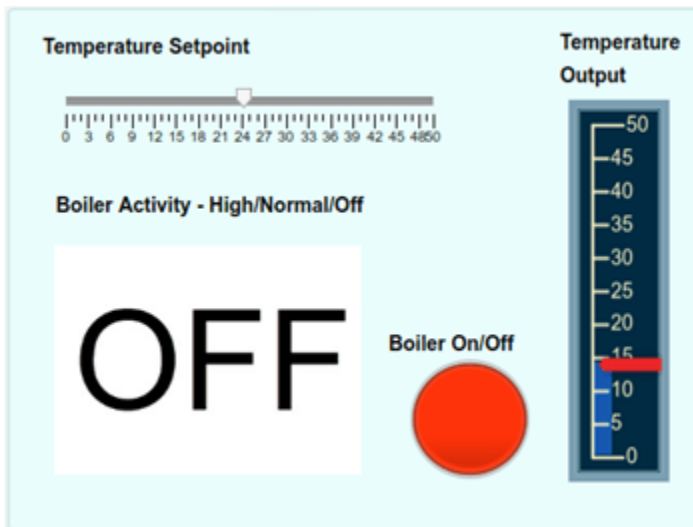 Temperature Setpoint
0 3 6 9 12 15 18 21 24 27 30 33 36 39 42 45 48 50
Boiler Activity - High/Normal/Off
OFF
Boiler On/Off
Temperature
Output
50
45
40
35
30
25
20
15
10
5
0